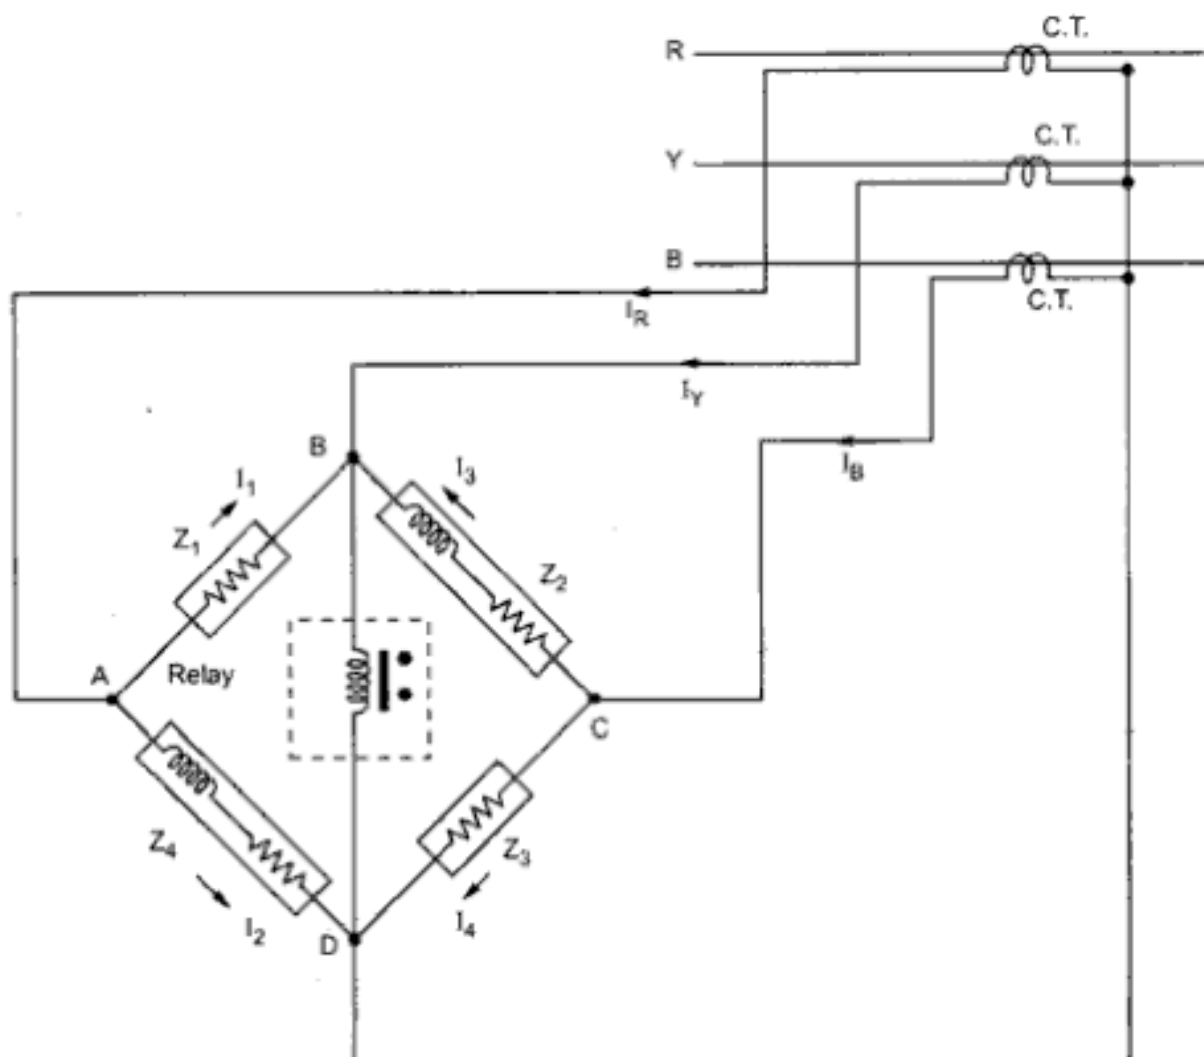 C.T.
R
C.T.
Y
B
C.T.
I_R
I_Y
I_B
B
I_1
I_3
Z_1
Z_2
A
Relay
C
Z_4
Z_3
I_2
I_4
D